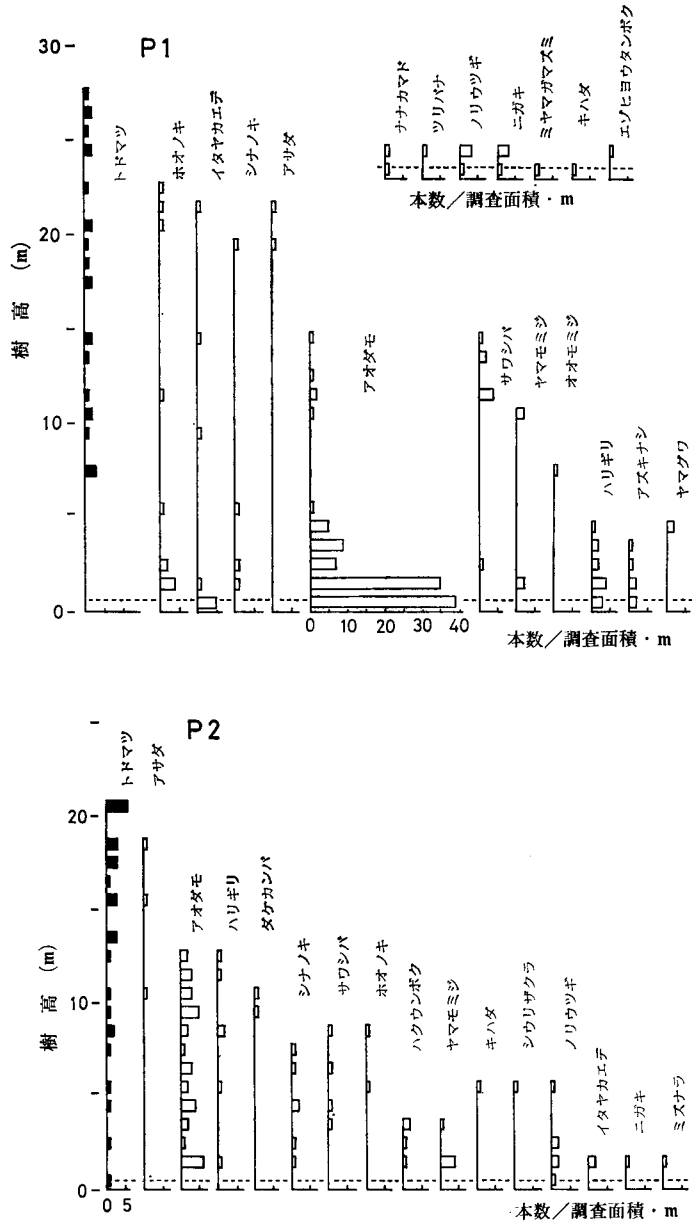 P1
30
20
10
0
樹高 (m)
トドマツ
ホオノキ
イタヤカエデ
シナノキ
アサダ
アオダモ
サワシバ
ヤマモミジ
オオモミジ
ハリギリ
アズキナシ
ヤマグワ
ナナカマド
ツリバナ
ノリウツギ
ニガキ
ミヤマガマズミ
キハダ
エゾヒョウタンボク
本数/調査面積・m
0 10 20 30 40
本数/調査面積・m
P2
20
10
0
樹高 (m)
トドマツ
アサダ
アオダモ
ハリギリ
ダケカンバ
シナノキ
サワシバ
ホオノキ
ハクウンボク
ヤマモミジ
キハダ
シウリザクラ
ノリウツギ
イタヤカエデ
ニガキ
ミズナラ
0 5
本数/調査面積・m